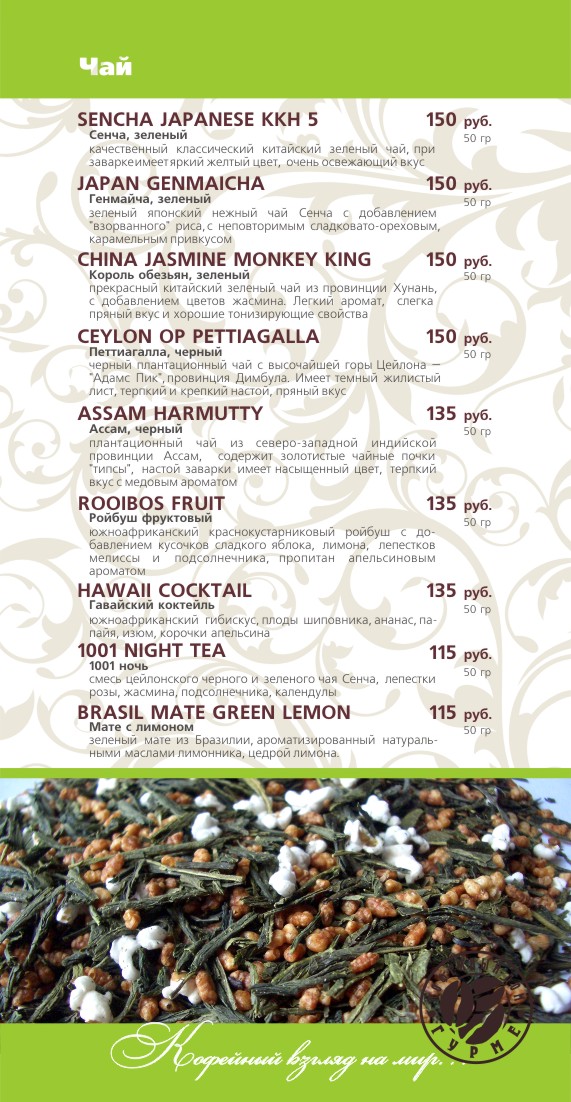 Чай
SENCHA JAPANESE KKH 5 150 руб.
Сенча, зеленый 50 гр
качественный классический китайский зеленый чай, при
заваркеимеетяркий желтый цвет, очень освежающий вкус
JAPAN GENMAICHA 150 руб.
Генмайча, зеленый 50 гр
зеленый японский нежный чай Сенча с добавлением
"взорванного" риса, с неповторимым сладковато-ореховым,
карамельным привкусом
CHINA JASMINE MONKEY KING 150 руб.
Король обезьян, зеленый 50 гр
прекрасный китайский зеленый чай из провинции Хунань,
с добавлением цветов жасмина. Легкий аромат, слегка
пряный вкус и хорошие тонизирующие свойства
CEYLON OP PETTIAGALLA 150 руб.
Петтиагалла, черный 50 гр
черный плантационный чай с высочайшей горы Цейлона —
"Адамс Пик", провинция Димбула. Имеет темный жилистый
лист, терпкий и крепкий настой, пряный вкус
ASSAM HARMUTTY 135 руб.
Ассам, черный 50 гр
плантационный чай из северо-западной индийской
провинции Ассам, содержит золотистые чайные почки
"типсы", настой заварки имеет насыщенный цвет, терпкий
вкус с медовым ароматом
ROOIBOS FRUIT 135 руб.
Ройбуш фруктовый 50 гр
южноафриканский краснокустарниковый ройбуш с до-
бавлением кусочков сладкого яблока, лимона, лепестков
мелиссы и подсолнечника, пропитан апельсиновым
ароматом
HAWAII COCKTAIL 135 руб.
Гавайский коктейль 50 гр
южноафриканский гибискус, плоды шиповника, ананас, па-
пайя, изюм, корочки апельсина
1001 NIGHT TEA 115 руб.
1001 ночь 50 гр
смесь цейлонского черного и зеленого чая Сенча, лепестки
розы, жасмина, подсолнечника, календулы
BRASIL MATE GREEN LEMON 115 руб.
Мате с лимоном 50 гр
зеленый мате из Бразилии, ароматизированный натураль-
ными маслами лимонника, цедрой лимона.
ГУРМЕ
Кофейный взгляд на мир...